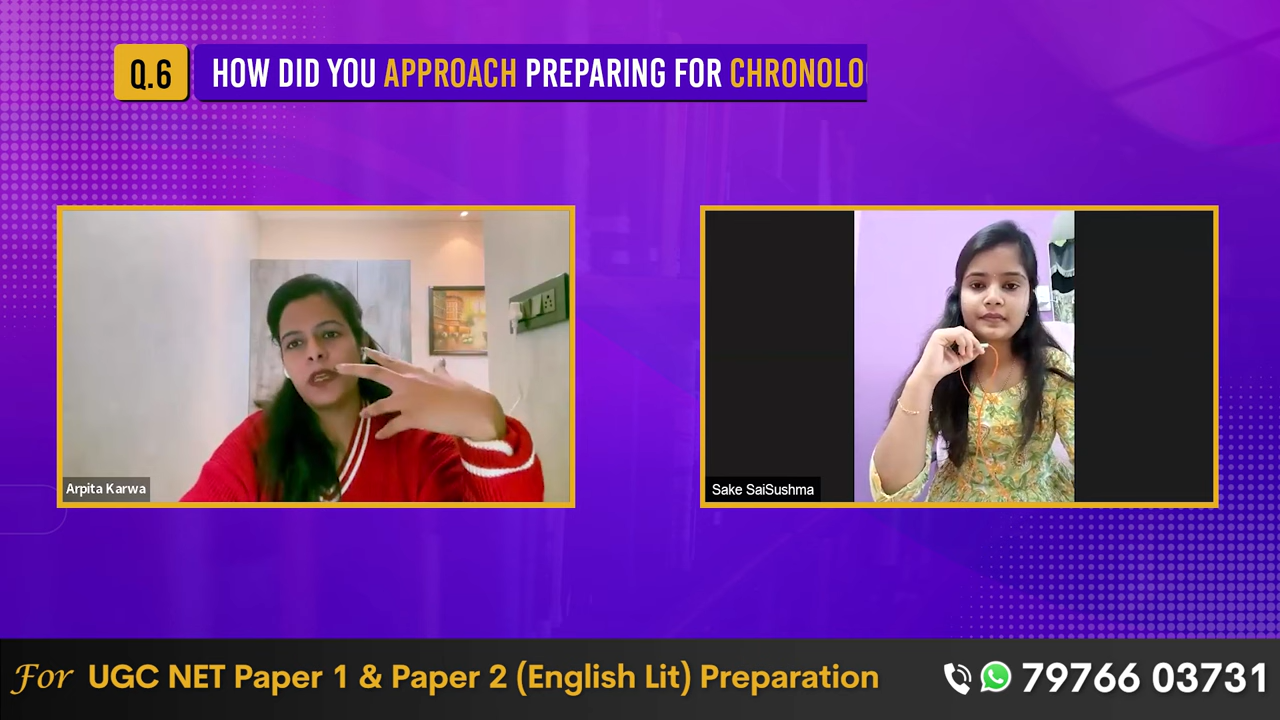 Q.6
HOW DID YOU APPROACH PREPARING FOR CHRONOLO
Arpita Karwa
Sake SaiSushma
For UGC NET Paper 1 & Paper 2 (English Lit) Preparation
79766 03731